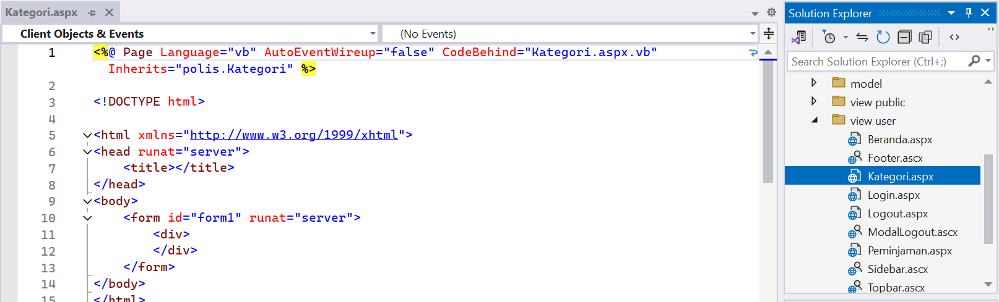 Kategori.aspx
Client Objects & Events
(No Events)
1 <%@ Page Language="vb" AutoEventWireup="false" CodeBehind="Kategori.aspx.vb"
Inherits="polis.Kategori" %>
2
3 <!DOCTYPE html>
4
5 <html xmlns="http://www.w3.org/1999/xhtml">
6 <head runat="server">
7 <title></title>
8 </head>
9 <body>
10 <form id="form1" runat="server">
11 <div>
12 </div>
13 </form>
14 </body>
15 </html>
Solution Explorer
Search Solution Explorer (Ctrl+;)
model
view public
view user
Beranda.aspx
Footer.ascx
Kategori.aspx
Login.aspx
Logout.aspx
ModalLogout.ascx
Peminjaman.aspx
Sidebar.ascx
Topbar.ascx